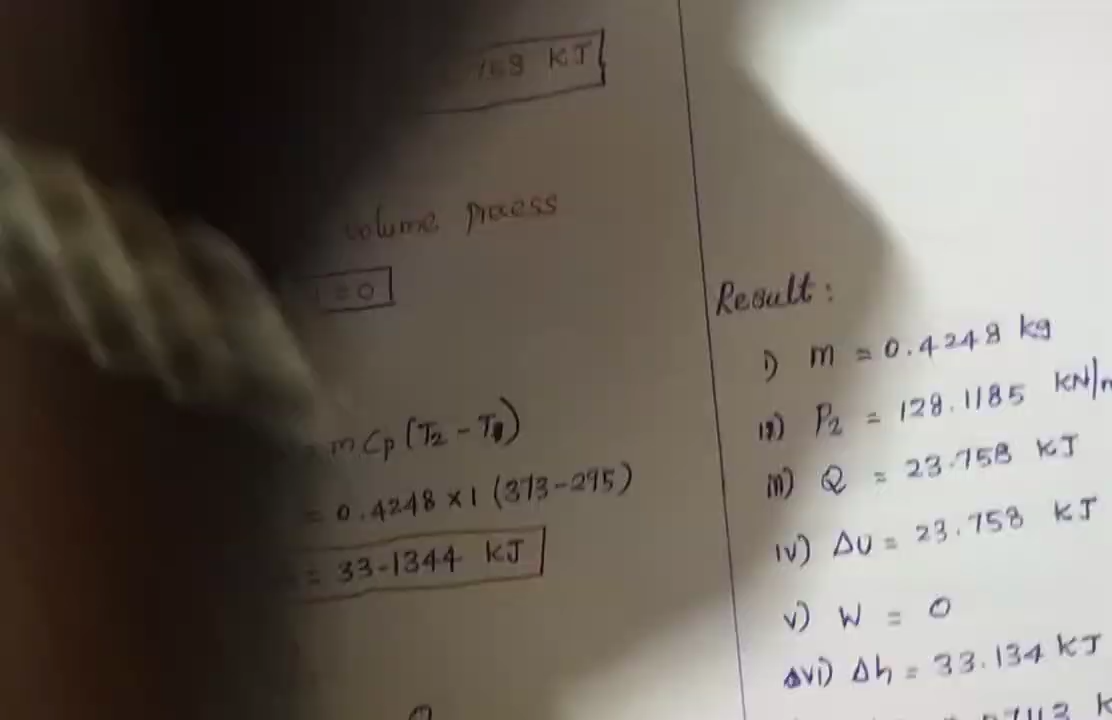 758 KJ
volume process
= 0
m Cp (T2 - T1)
= 0.4248 x 1 (373-295)
= 33.1344 KJ
Result:
i) m = 0.4248 kg
ii) P2 = 128.1185 KN/
iii) Q = 23.758 KJ
iv) ΔU = 23.758 KJ
v) W = 0
vi) Δh = 33.134 KJ